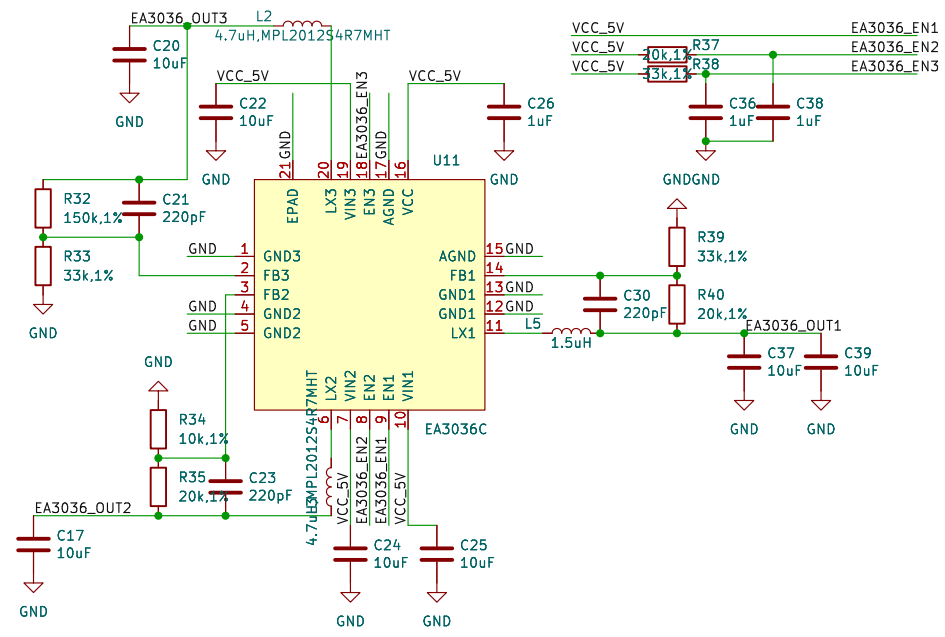 EA3036_OUT3
L2
4.7uH,MPL2012S4R7MHT
C20
10uF
GND
VCC_5V
C22
10uF
GND
EA3036_EN3
VCC_5V
C26
1uF
GND
VCC_5V
EA3036_EN1
VCC_5V
R37
20k,1%
EA3036_EN2
VCC_5V
R38
33k,1%
EA3036_EN3
C36
1uF
C38
1uF
GND
GND
U11
GND
21
20
19
18
GND
17
16
EPAD
LX3
VIN3
EN3
AGND
VCC
R32
150k,1%
C21
220pF
R33
33k,1%
GND
GND
1
GND3
2
FB3
3
FB2
GND
4
GND2
GND
5
GND2
AGND
15
GND
FB1
14
GND1
13
GND
GND1
12
GND
LX1
11
L5
1.5uH
C30
220pF
R39
33k,1%
R40
20k,1%
EA3036_OUT1
C37
10uF
GND
C39
10uF
GND
LX2
VIN2
EN2
EN1
VIN1
6
7
8
9
10
EA3036C
GND
R34
10k,1%
R35
20k,1%
C23
220pF
L3
4.7uH,MPL2012S4R7MHT
VCC_5V
EA3036_EN2
EA3036_EN1
VCC_5V
EA3036_OUT2
C17
10uF
GND
C24
10uF
GND
C25
10uF
GND